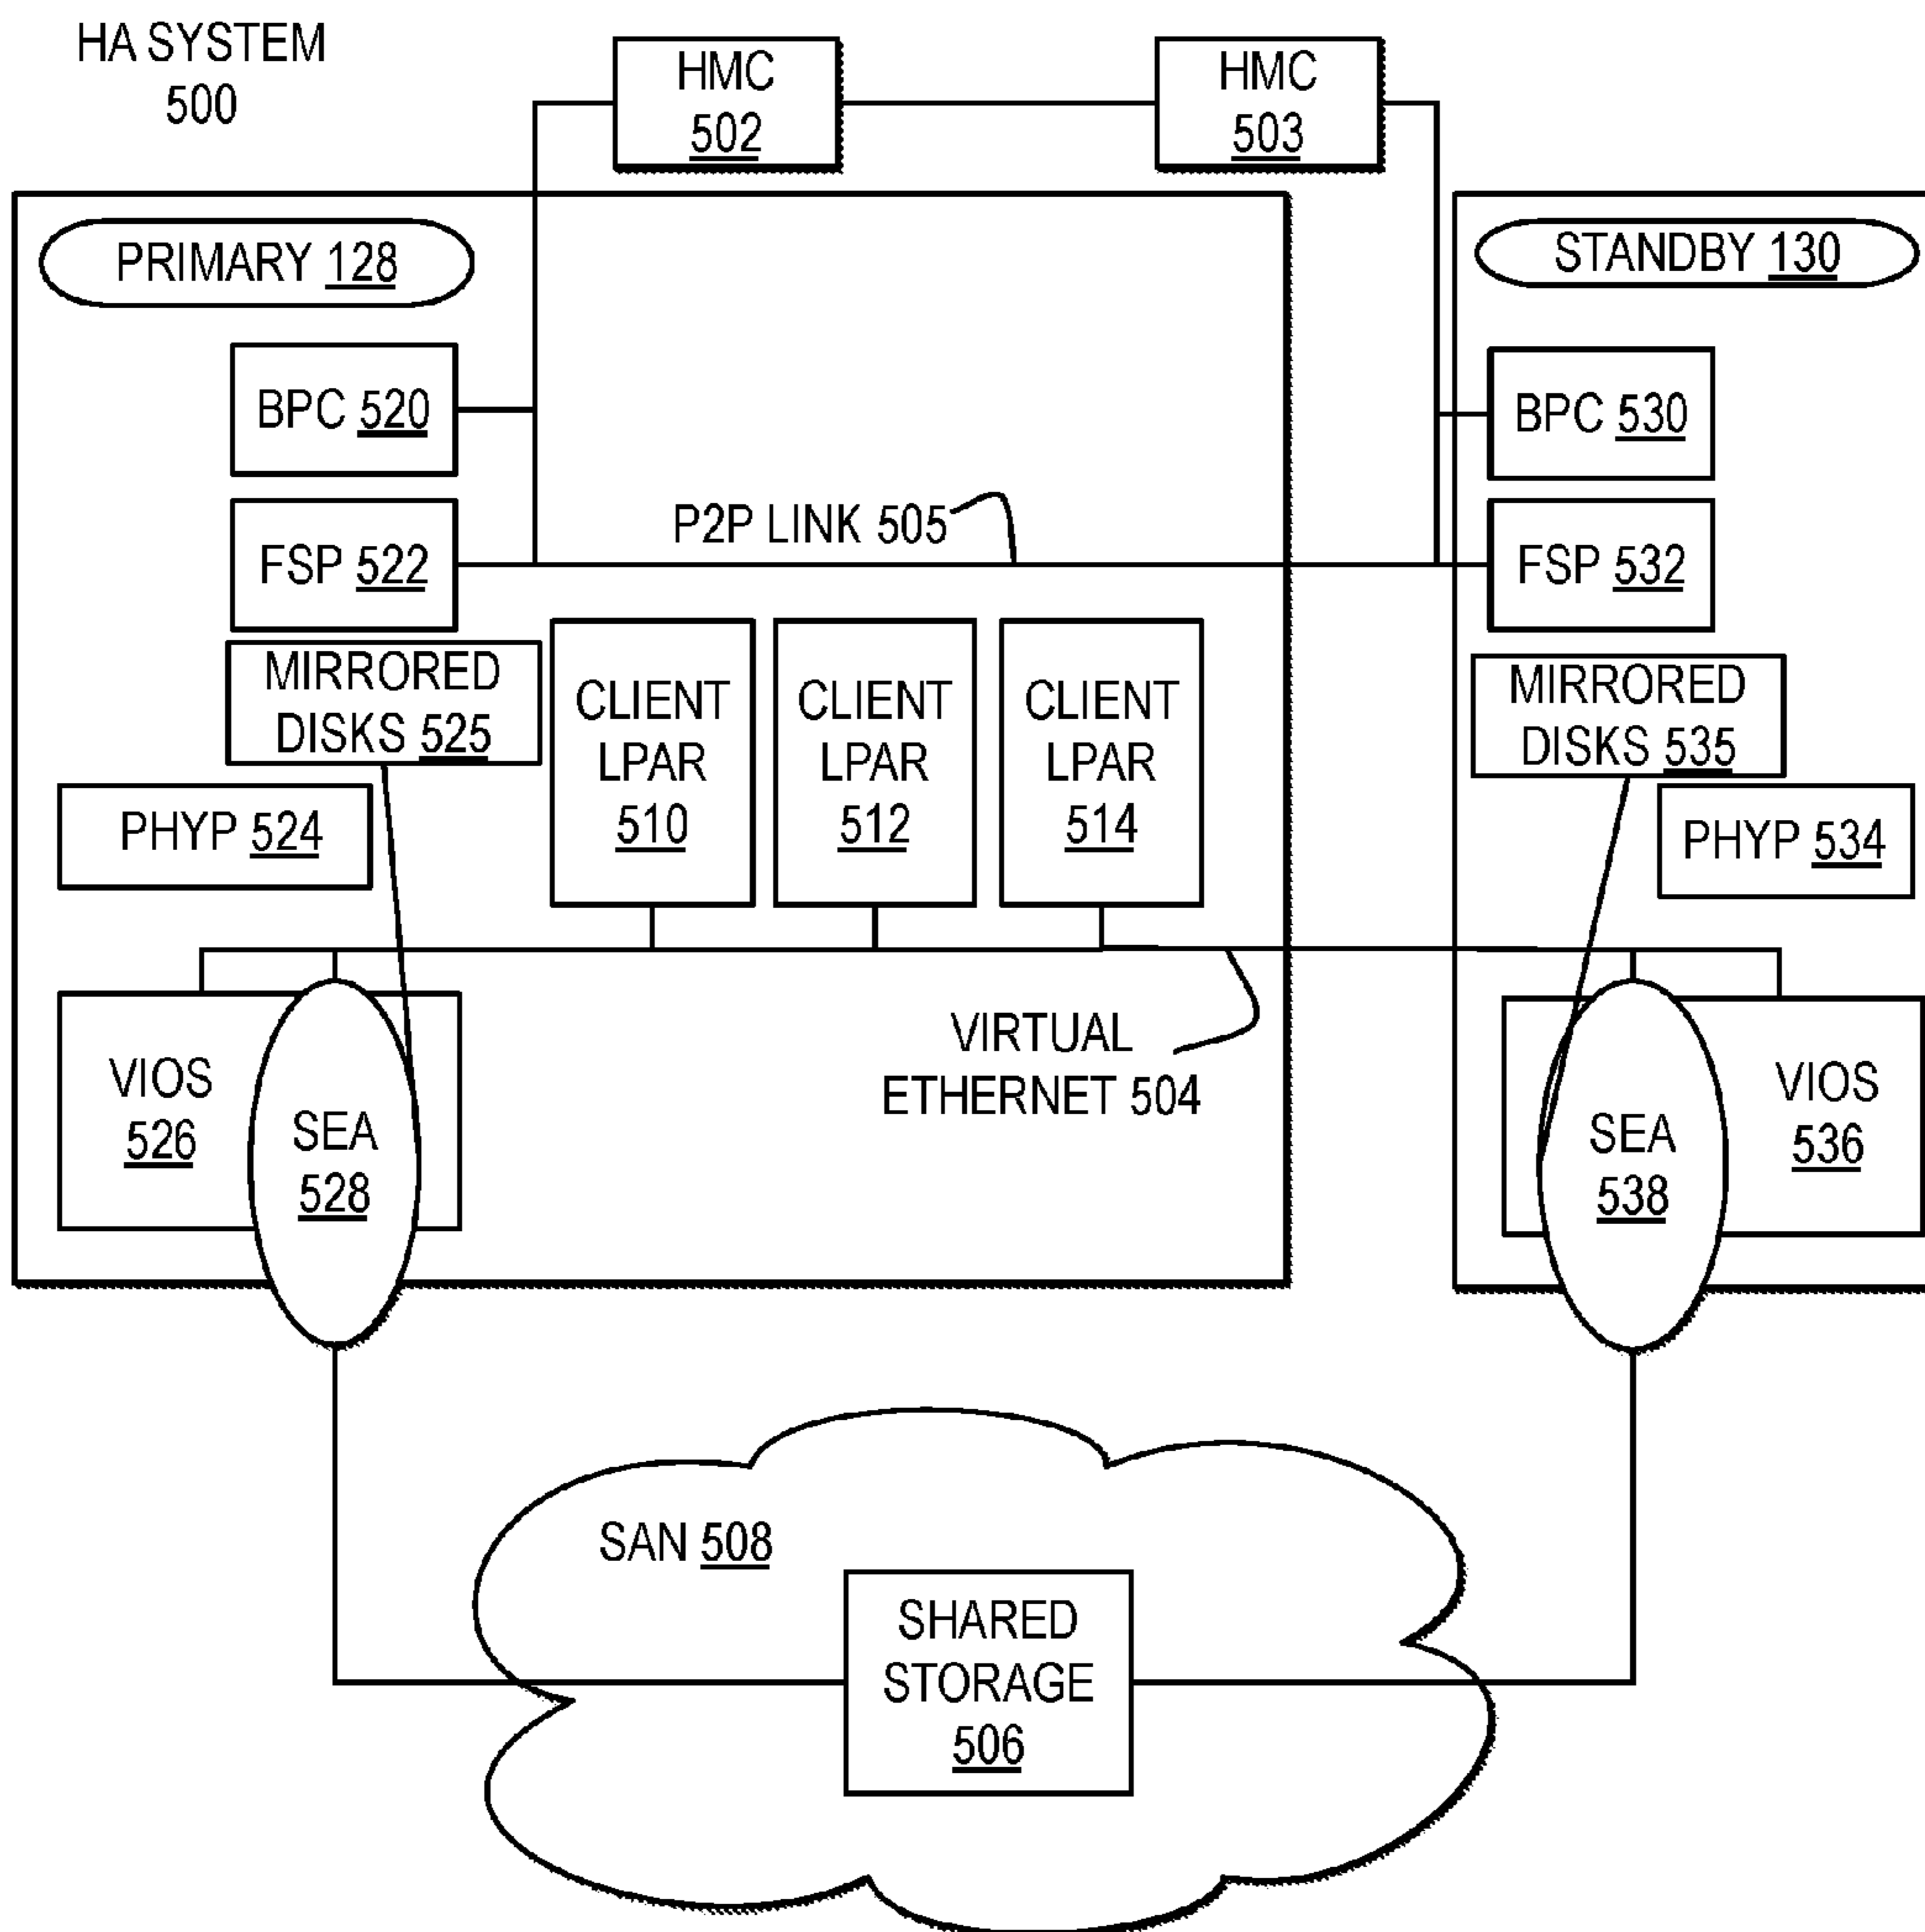 HA SYSTEM
500
HMC
502
HMC
503
PRIMARY 128
STANDBY 130
BPC 520
BPC 530
P2P LINK 505
FSP 522
FSP 532
MIRRORED
DISKS 525
CLIENT
LPAR
510
CLIENT
LPAR
512
CLIENT
LPAR
514
MIRRORED
DISKS 535
PHYP 524
PHYP 534
VIRTUAL
ETHERNET 504
VIOS
526
SEA
528
SEA
538
VIOS
536
SAN 508
SHARED
STORAGE
506